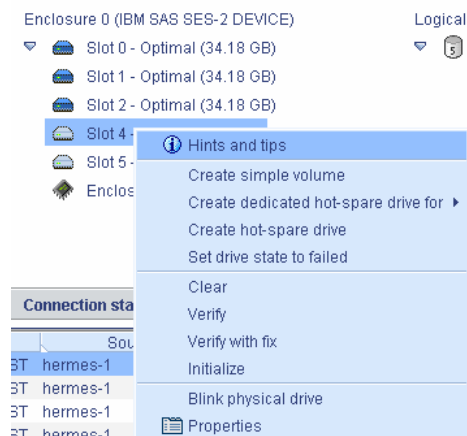 Enclosure 0 (IBM SAS SES-2 DEVICE)
Logical
Slot 0 - Optimal (34.18 GB)
5
Slot 1 - Optimal (34.18 GB)
Slot 2 - Optimal (34.18 GB)
Slot 4 -
Slot 5 -
Enclos
Hints and tips
Create simple volume
Create dedicated hot-spare drive for
Create hot-spare drive
Set drive state to failed
Clear
Verify
Verify with fix
Initialize
Blink physical drive
Properties
Connection sta
Sou
ST hermes-1
ST hermes-1
ST hermes-1
ST hermes-1